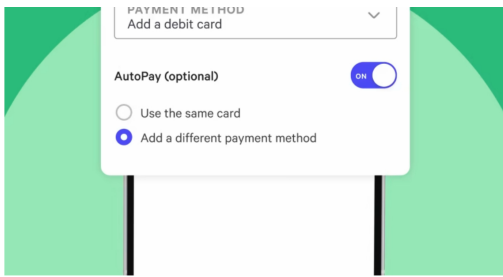 PAYMENT METHOD
Add a debit card
AutoPay (optional)
ON
Use the same card
Add a different payment method